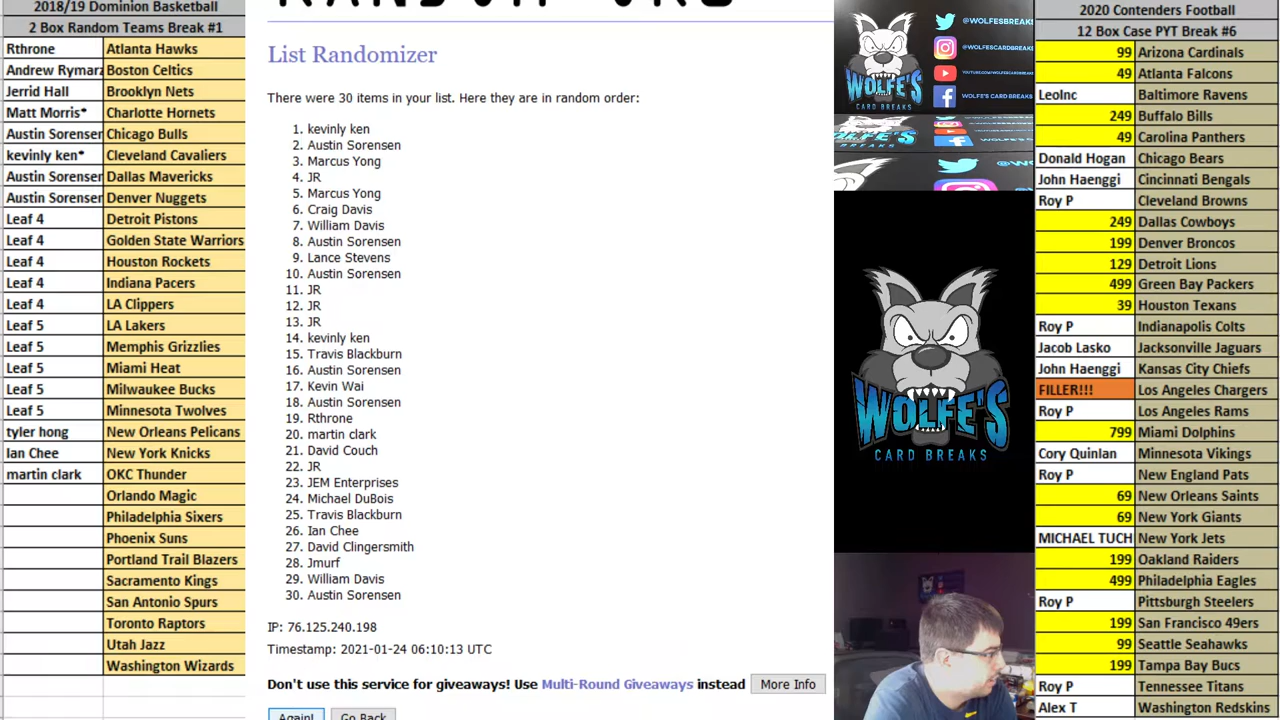 2018/19 Dominion Basketball
2 Box Random Teams Break #1
Rthrone Atlanta Hawks
Andrew Rymarz Boston Celtics
Jerrid Hall Brooklyn Nets
Matt Morris* Charlotte Hornets
Austin Sorensen Chicago Bulls
kevinly ken* Cleveland Cavaliers
Austin Sorensen Dallas Mavericks
Austin Sorensen Denver Nuggets
Leaf 4 Detroit Pistons
Leaf 4 Golden State Warriors
Leaf 4 Houston Rockets
Leaf 4 Indiana Pacers
Leaf 4 LA Clippers
Leaf 5 LA Lakers
Leaf 5 Memphis Grizzlies
Leaf 5 Miami Heat
Leaf 5 Milwaukee Bucks
Leaf 5 Minnesota Twolves
tyler hong New Orleans Pelicans
Ian Chee New York Knicks
martin clark OKC Thunder
Orlando Magic
Philadelphia Sixers
Phoenix Suns
Portland Trail Blazers
Sacramento Kings
San Antonio Spurs
Toronto Raptors
Utah Jazz
Washington Wizards
List Randomizer
There were 30 items in your list. Here they are in random order:
1. kevinly ken
2. Austin Sorensen
3. Marcus Yong
4. JR
5. Marcus Yong
6. Craig Davis
7. William Davis
8. Austin Sorensen
9. Lance Stevens
10. Austin Sorensen
11. JR
12. JR
13. JR
14. kevinly ken
15. Travis Blackburn
16. Austin Sorensen
17. Kevin Wai
18. Austin Sorensen
19. Rthrone
20. martin clark
21. David Couch
22. JR
23. JEM Enterprises
24. Michael DuBois
25. Travis Blackburn
26. Ian Chee
27. David Clingersmith
28. Jmurf
29. William Davis
30. Austin Sorensen
IP: 76.125.240.198
Timestamp: 2021-01-24 06:10:13 UTC
Don't use this service for giveaways! Use Multi-Round Giveaways instead More Info
Again! Go Back
@WOLFESBREAKS
@WOLFESCARDBREAKS
YOUTUBE.COM/WOLFESCARDBREAKS
WOLFE'S CARD BREAKS
WOLFE'S
CARD BREAKS
WOLFE'S
CARD BREAKS
2020 Contenders Football
12 Box Case PYT Break #6
99 Arizona Cardinals
49 Atlanta Falcons
LeoInc Baltimore Ravens
249 Buffalo Bills
49 Carolina Panthers
Donald Hogan Chicago Bears
John Haenggi Cincinnati Bengals
Roy P Cleveland Browns
249 Dallas Cowboys
199 Denver Broncos
129 Detroit Lions
499 Green Bay Packers
39 Houston Texans
Roy P Indianapolis Colts
Jacob Lasko Jacksonville Jaguars
John Haenggi Kansas City Chiefs
FILLER!!! Los Angeles Chargers
Roy P Los Angeles Rams
799 Miami Dolphins
Cory Quinlan Minnesota Vikings
Roy P New England Pats
69 New Orleans Saints
69 New York Giants
MICHAEL TUCH New York Jets
199 Oakland Raiders
499 Philadelphia Eagles
Roy P Pittsburgh Steelers
199 San Francisco 49ers
99 Seattle Seahawks
199 Tampa Bay Bucs
Roy P Tennessee Titans
Alex T Washington Redskins